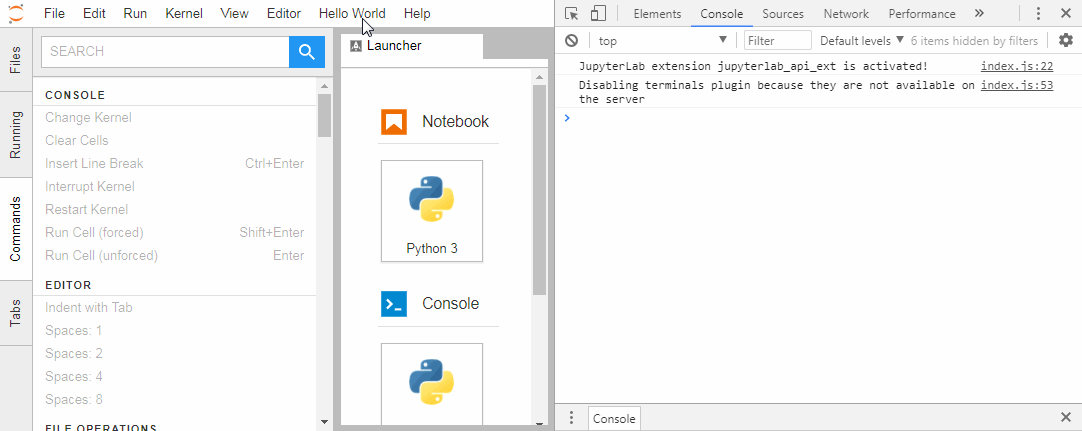 File Edit Run Kernel View Editor Hello World Help
Files
Running
Commands
Tabs
SEARCH
CONSOLE
Change Kernel
Clear Cells
Insert Line Break Ctrl+Enter
Interrupt Kernel
Restart Kernel
Run Cell (forced) Shift+Enter
Run Cell (unforced) Enter
EDITOR
Indent with Tab
Spaces: 1
Spaces: 2
Spaces: 4
Spaces: 8
FILE OPERATIONS
Launcher
Notebook
Python 3
Console
Elements Console Sources Network Performance »
top Filter Default levels 6 items hidden by filters
JupyterLab extension jupyterlab_api_ext is activated! index.js:22
Disabling terminals plugin because they are not available on index.js:53
the server
Console